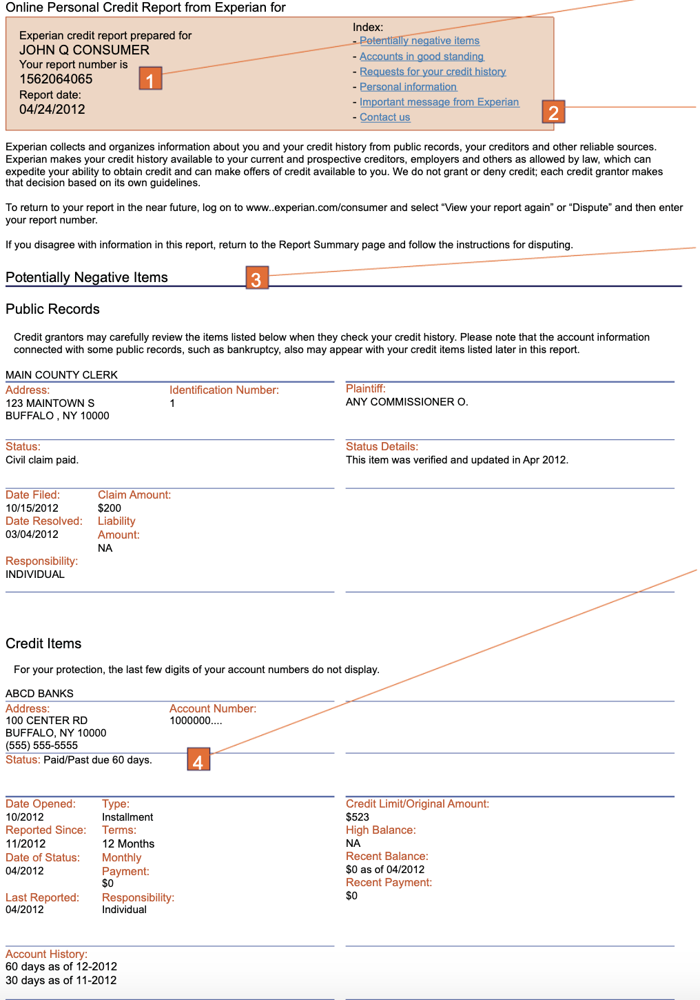 Online Personal Credit Report from Experian for
Experian credit report prepared for
JOHN Q CONSUMER
Your report number is
1562064065
Report date:
04/24/2012
1
Index:
- Potentially negative items
- Accounts in good standing
- Requests for your credit history
- Personal information
- Important message from Experian
- Contact us
2
Experian collects and organizes information about you and your credit history from public records, your creditors and other reliable sources.
Experian makes your credit history available to your current and prospective creditors, employers and others as allowed by law, which can
expedite your ability to obtain credit and can make offers of credit available to you. We do not grant or deny credit; each credit grantor makes
that decision based on its own guidelines.
To return to your report in the near future, log on to www..experian.com/consumer and select “View your report again” or “Dispute” and then enter
your report number.
If you disagree with information in this report, return to the Report Summary page and follow the instructions for disputing.
Potentially Negative Items 3
Public Records
Credit grantors may carefully review the items listed below when they check your credit history. Please note that the account information
connected with some public records, such as bankruptcy, also may appear with your credit items listed later in this report.
MAIN COUNTY CLERK
Address: Identification Number: Plaintiff:
123 MAINTOWN S 1 ANY COMMISSIONER O.
BUFFALO , NY 10000
Status: Status Details:
Civil claim paid. This item was verified and updated in Apr 2012.
Date Filed: Claim Amount:
10/15/2012 $200
Date Resolved: Liability
03/04/2012 Amount:
NA
Responsibility:
INDIVIDUAL
Credit Items
For your protection, the last few digits of your account numbers do not display.
ABCD BANKS
Address: Account Number:
100 CENTER RD 1000000....
BUFFALO, NY 10000
(555) 555-5555
Status: Paid/Past due 60 days. 4
Date Opened: Type: Credit Limit/Original Amount:
10/2012 Installment $523
Reported Since: Terms: High Balance:
11/2012 12 Months NA
Date of Status: Monthly Recent Balance:
04/2012 Payment: $0 as of 04/2012
$0 Recent Payment:
Last Reported: Responsibility: $0
04/2012 Individual
Account History:
60 days as of 12-2012
30 days as of 11-2012